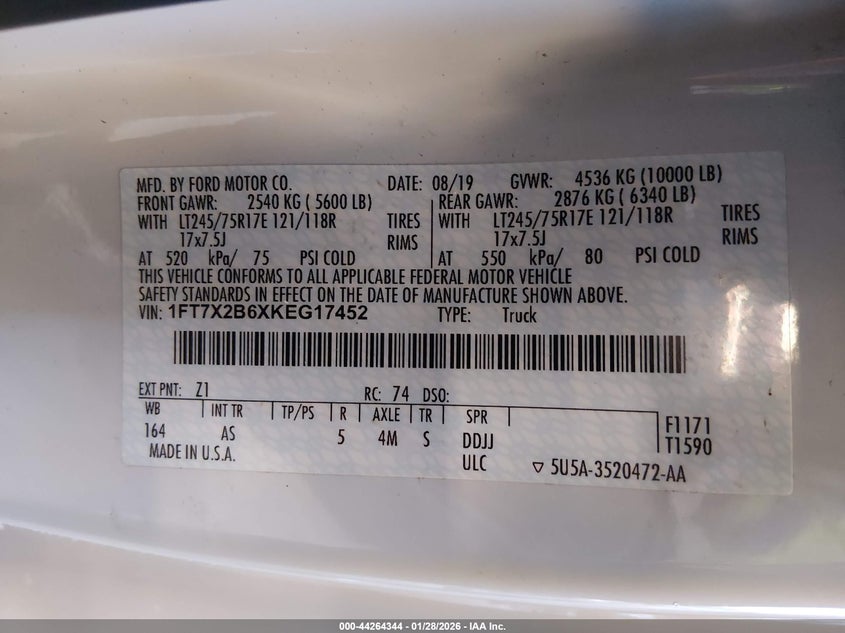 MFD. BY FORD MOTOR CO. DATE: 08/19 GVWR: 4536 KG (10000 LB)
FRONT GAWR: 2540 KG ( 5600 LB) REAR GAWR: 2876 KG ( 6340 LB)
WITH LT245/75R17E 121/118R TIRES WITH LT245/75R17E 121/118R TIRES
17x7.5J RIMS 17x7.5J RIMS
AT 520 kPa/ 75 PSI COLD AT 550 kPa/ 80 PSI COLD
THIS VEHICLE CONFORMS TO ALL APPLICABLE FEDERAL MOTOR VEHICLE
SAFETY STANDARDS IN EFFECT ON THE DATE OF MANUFACTURE SHOWN ABOVE.
VIN: 1FT7X2B6XKEG17452 TYPE: Truck
EXT PNT: Z1 RC: 74 DSO:
WB INT TR TP/PS R AXLE TR SPR F1171
164 AS 5 4M S DDJJ T1590
MADE IN U.S.A. ULC ▽ 5U5A-3520472-AA
000-44264344 - 01/28/2026 - IAA Inc.